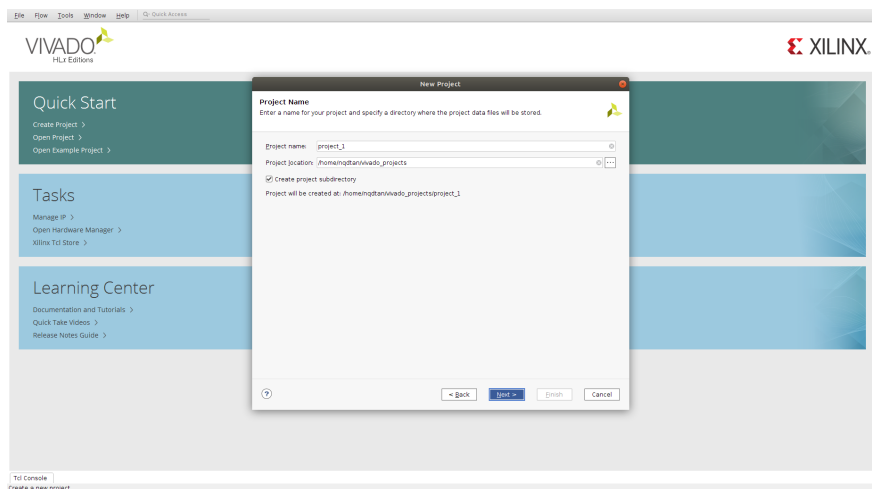 File Flow Tools Window Help Quick Access
VIVADO.
HLx Editions
XILINX
New Project
Project Name
Enter a name for your project and specify a directory where the project data files will be stored.
Project name: project_1
Project location: /home/nqdtan/vivado_projects
Create project subdirectory
Project will be created at: /home/nqdtan/vivado_projects/project_1
? < Back Next > Finish Cancel
Quick Start
Create Project >
Open Project >
Open Example Project >
Tasks
Manage IP >
Open Hardware Manager >
Xilinx Tcl Store >
Learning Center
Documentation and Tutorials >
Quick Take Videos >
Release Notes Guide >
Tcl Console
Create a new project